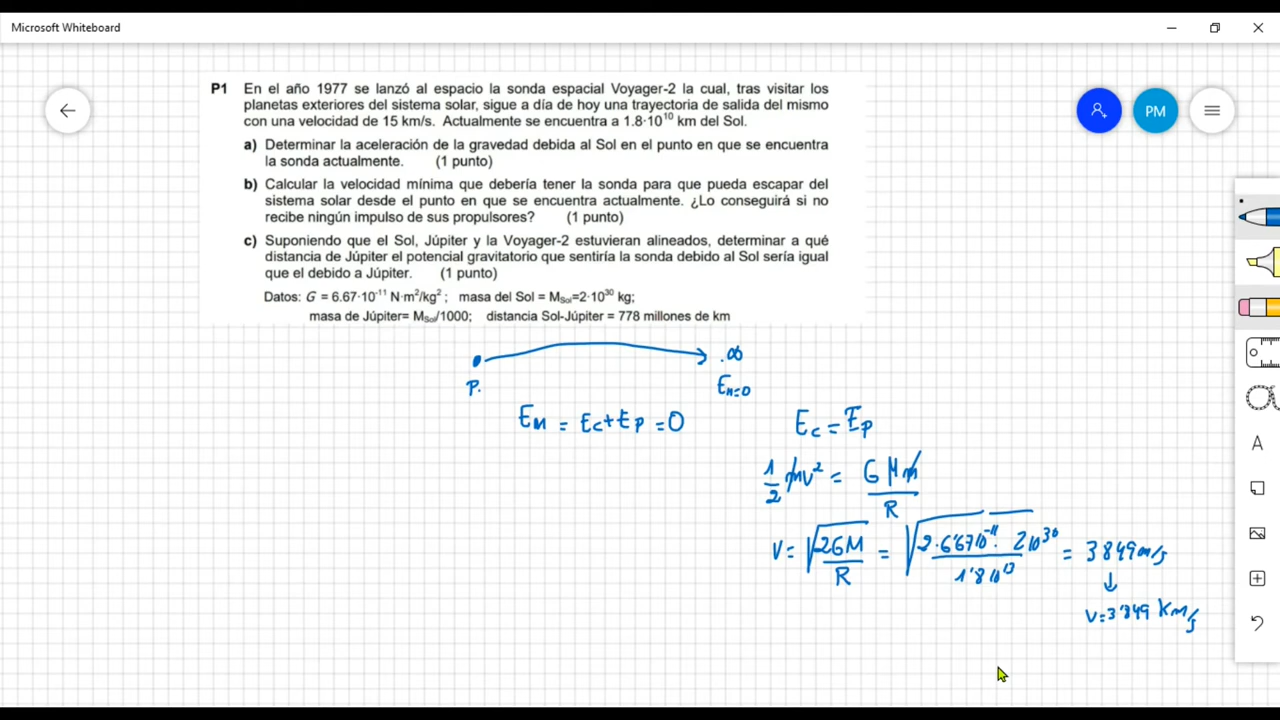 Microsoft Whiteboard
P1 En el año 1977 se lanzó al espacio la sonda espacial Voyager-2 la cual, tras visitar los
planetas exteriores del sistema solar, sigue a día de hoy una trayectoria de salida del mismo
con una velocidad de 15 km/s. Actualmente se encuentra a 1.8·10¹⁰ km del Sol.
a) Determinar la aceleración de la gravedad debida al Sol en el punto en que se encuentra
la sonda actualmente. (1 punto)
b) Calcular la velocidad mínima que debería tener la sonda para que pueda escapar del
sistema solar desde el punto en que se encuentra actualmente. ¿Lo conseguirá si no
recibe ningún impulso de sus propulsores? (1 punto)
c) Suponiendo que el Sol, Júpiter y la Voyager-2 estuvieran alineados, determinar a qué
distancia de Júpiter el potencial gravitatorio que sentiría la sonda debido al Sol sería igual
que el debido a Júpiter. (1 punto)
Datos: G = 6.67·10⁻¹¹ N·m²/kg² ; masa del Sol = M_Sol=2·10³⁰ kg;
masa de Júpiter= M_Sol/1000; distancia Sol-Júpiter = 778 millones de km
PM
.∞
P.
E_M=0
E_M = Ec+Ep=0
Ec = Ep
1/2 mv² = GMm/R
v=√(2GM/R) = √(2·6'67 10⁻¹¹· 2 10³⁰/1'8 10¹³) = 3849 m/s
↓
v=3'849 Km/s
A